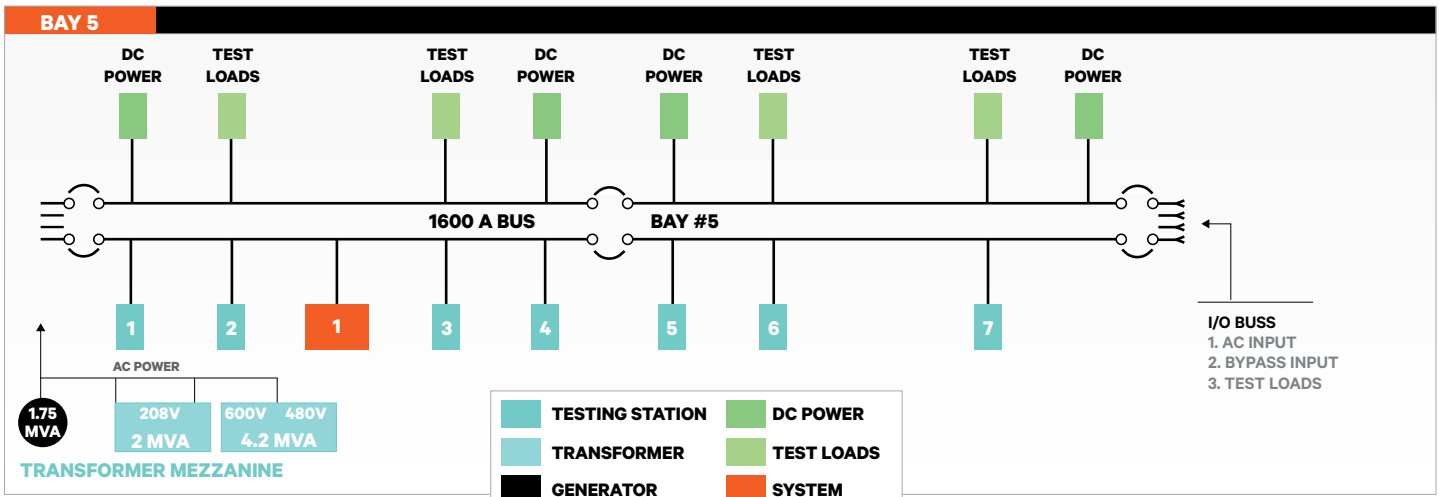 BAY 5
DC POWER
TEST LOADS
TEST LOADS
DC POWER
DC POWER
TEST LOADS
TEST LOADS
DC POWER
1600 A BUS
BAY #5
1
2
1
3
4
5
6
7
AC POWER
1.75
MVA
208V
2 MVA
600V 480V
4.2 MVA
TRANSFORMER MEZZANINE
I/O BUSS
1. AC INPUT
2. BYPASS INPUT
3. TEST LOADS
TESTING STATION
DC POWER
TRANSFORMER
TEST LOADS
GENERATOR
SYSTEM